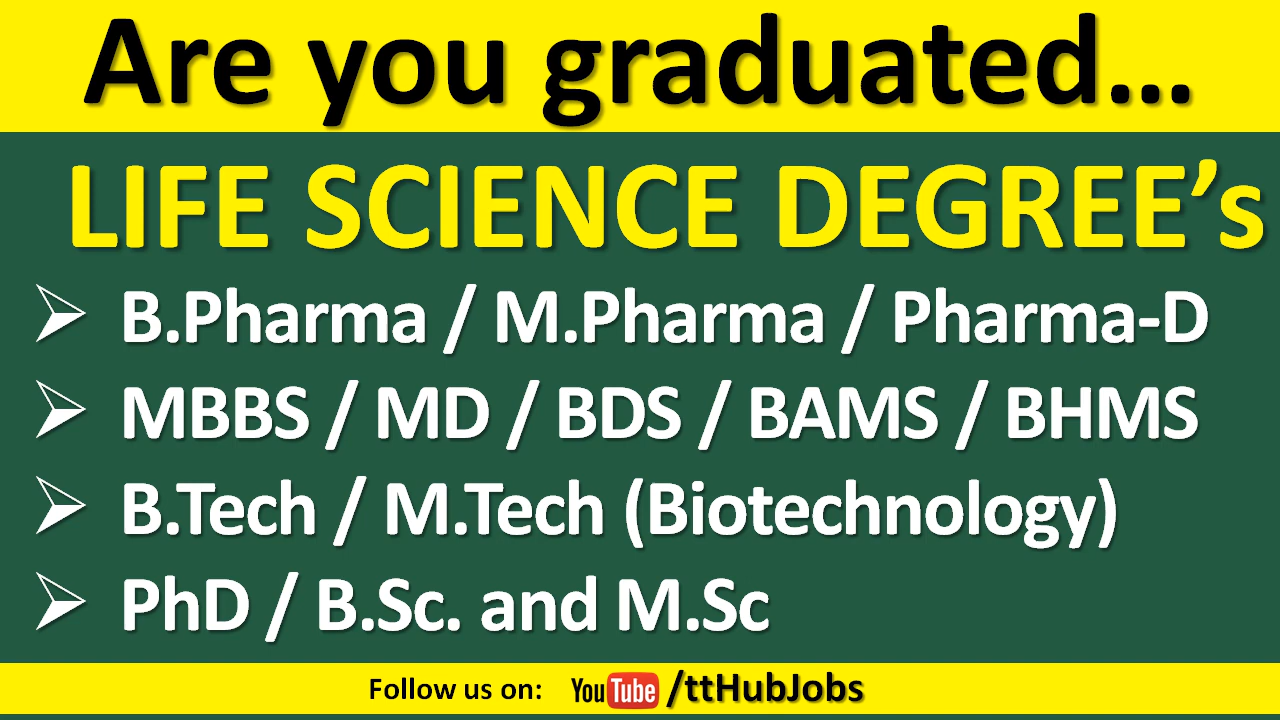 Are you graduated...
LIFE SCIENCE DEGREE’s
B.Pharma / M.Pharma / Pharma-D
MBBS / MD / BDS / BAMS / BHMS
B.Tech / M.Tech (Biotechnology)
PhD / B.Sc. and M.Sc
Follow us on: YouTube /ttHubJobs